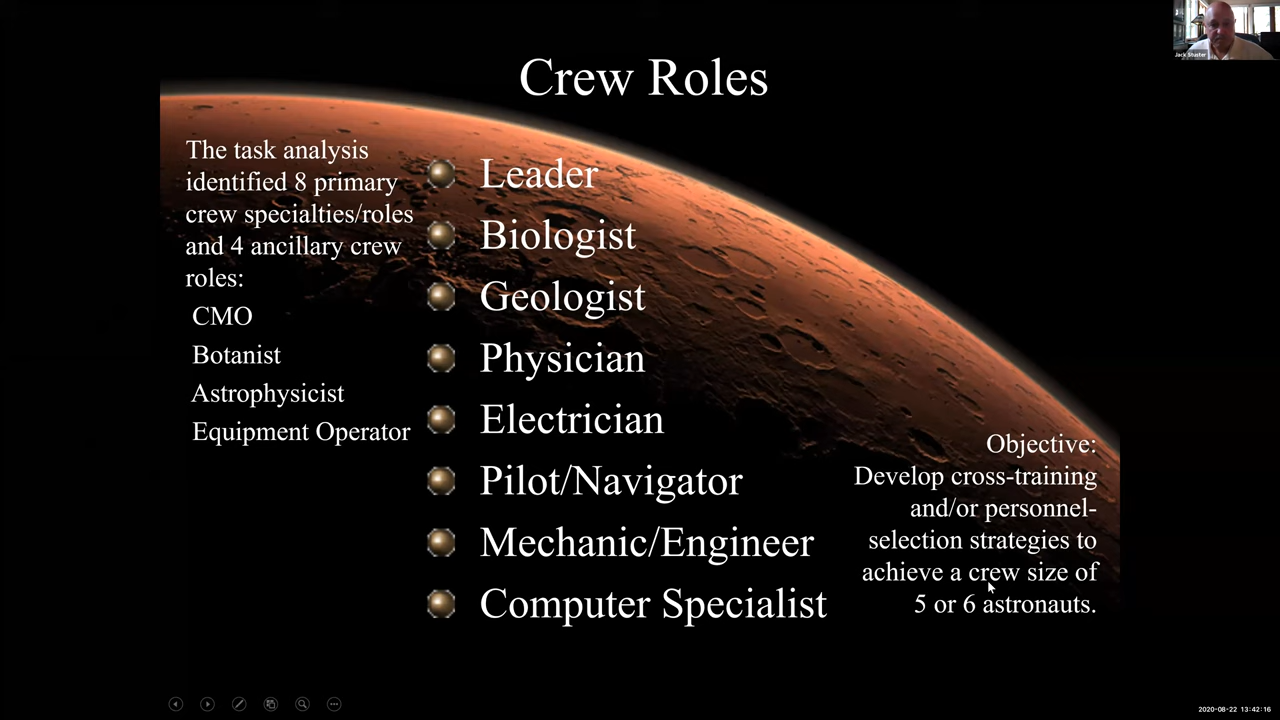 Jack Stuster
Crew Roles
The task analysis
identified 8 primary
crew specialties/roles
and 4 ancillary crew
roles:
CMO
Botanist
Astrophysicist
Equipment Operator
Leader
Biologist
Geologist
Physician
Electrician
Pilot/Navigator
Mechanic/Engineer
Computer Specialist
Objective:
Develop cross-training
and/or personnel-
selection strategies to
achieve a crew size of
5 or 6 astronauts.
2020-08-22 13:42:16